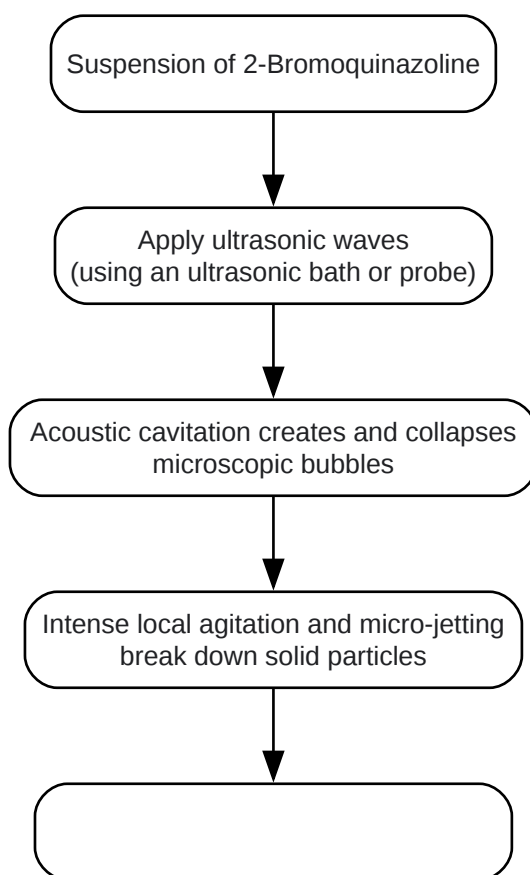 Suspension of 2-Bromoquinazoline
Apply ultrasonic waves
(using an ultrasonic bath or probe)
Acoustic cavitation creates and collapses
microscopic bubbles
Intense local agitation and micro-jetting
break down solid particles